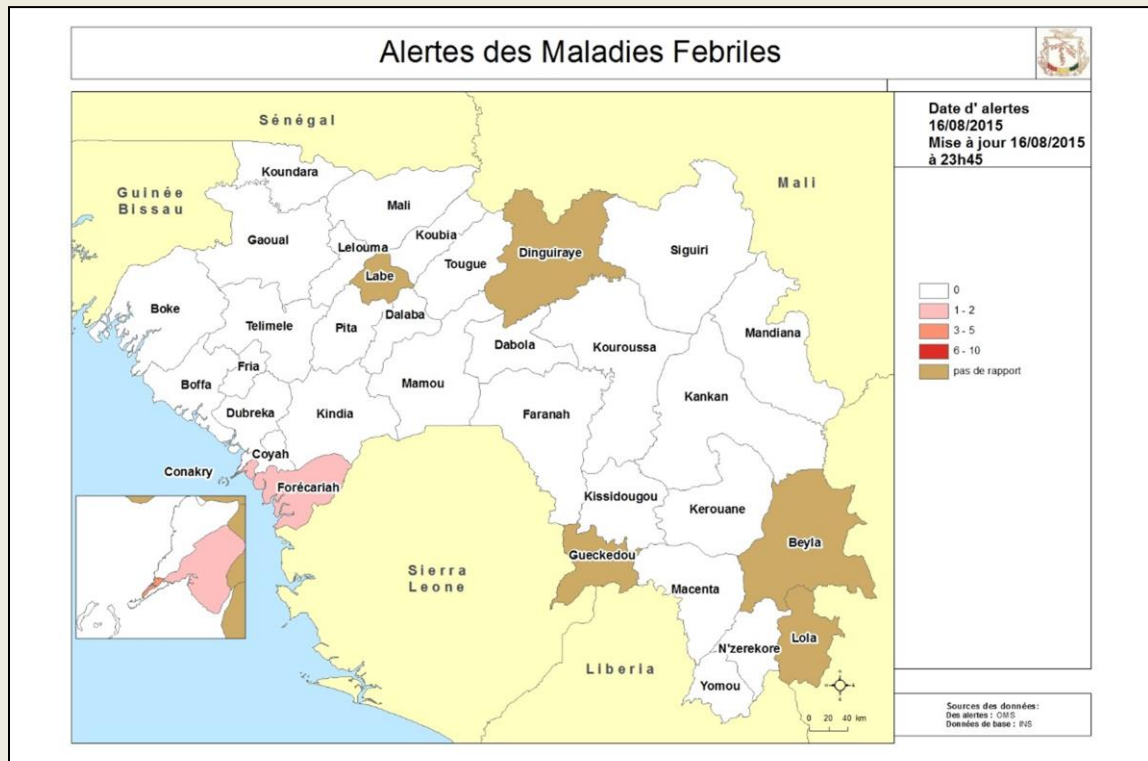 Alertes des Maladies Febriles
Date d' alertes
16/08/2015
Mise à jour 16/08/2015
à 23h45
Sénégal
Guinée
Bissau
Mali
Koundara
Mali
Gaoual
Koubia
Lelouma
Labe
Tougue
Dinguiraye
Siguiri
Boke
Telimele
Pita
Dalaba
Dabola
Kouroussa
Mandiana
Fria
Boffa
Mamou
Kankan
Dubreka
Kindia
Faranah
Coyah
Conakry
Forécariah
Kissidougou
Kerouane
Beyla
Gueckedou
Sierra
Leone
Macenta
Lola
N'zerekore
Liberia
Yomou
0
1 - 2
3 - 5
6 - 10
pas de rapport
0 20 40 km
Sources des données:
Des alertes : OMS
Données de base : INS